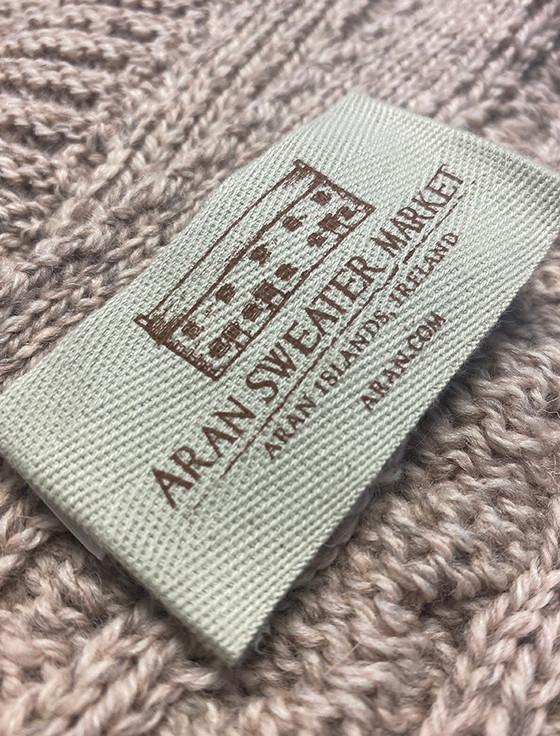 ARAN SWEATER MARKET
ARAN ISLANDS, IRELAND
ARAN.COM